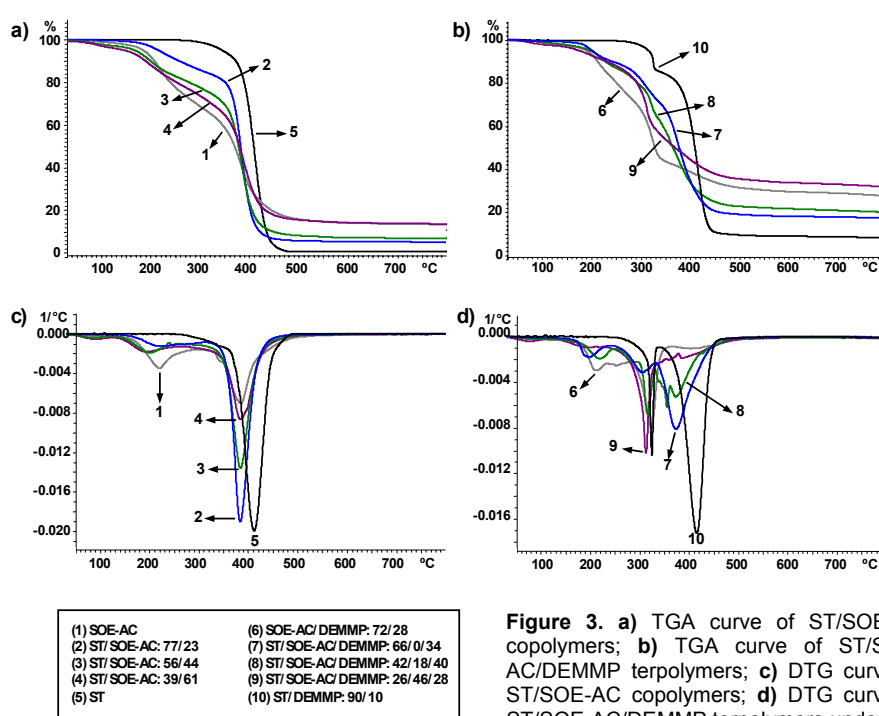 a)
%
100
80
60
40
20
0
100 200 300 400 500 600 700 ºC
2
3
4
1
5
b)
%
100
80
60
40
20
0
100 200 300 400 500 600 700 ºC
10
6
8
7
9
c)
1/°C
0.000
-0.004
-0.008
-0.012
-0.016
-0.020
100 200 300 400 500 600 700 ºC
1
4
3
2
5
d)
1/°C
0.000
-0.004
-0.008
-0.012
-0.016
100 200 300 400 500 600 700 ºC
6
8
9
7
10
(1) SOE-AC
(2) ST/SOE-AC: 77/23
(3) ST/SOE-AC: 56/44
(4) ST/SOE-AC: 39/61
(5) ST
(6) SOE-AC/DEMMP: 72/28
(7) ST/SOE-AC/DEMMP: 66/0/34
(8) ST/SOE-AC/DEMMP: 42/18/40
(9) ST/SOE-AC/DEMMP: 26/46/28
(10) ST/DEMMP: 90/10
Figure 3. a) TGA curve of ST/SOE
copolymers; b) TGA curve of ST/S
AC/DEMMP terpolymers; c) DTG curv
ST/SOE-AC copolymers; d) DTG curv